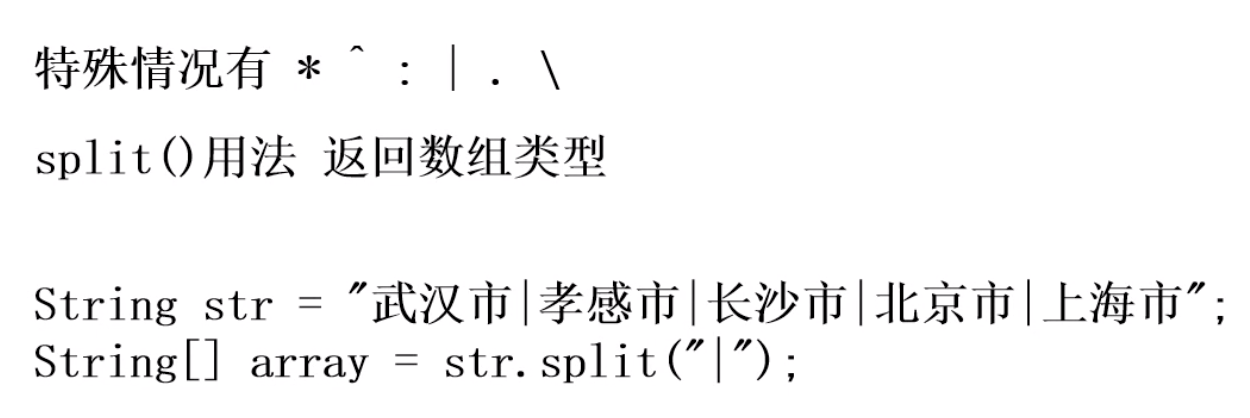 特殊情况有 * ^ : | . \
split()用法 返回数组类型
String str = "武汉市|孝感市|长沙市|北京市|上海市";
String[] array = str.split("|");